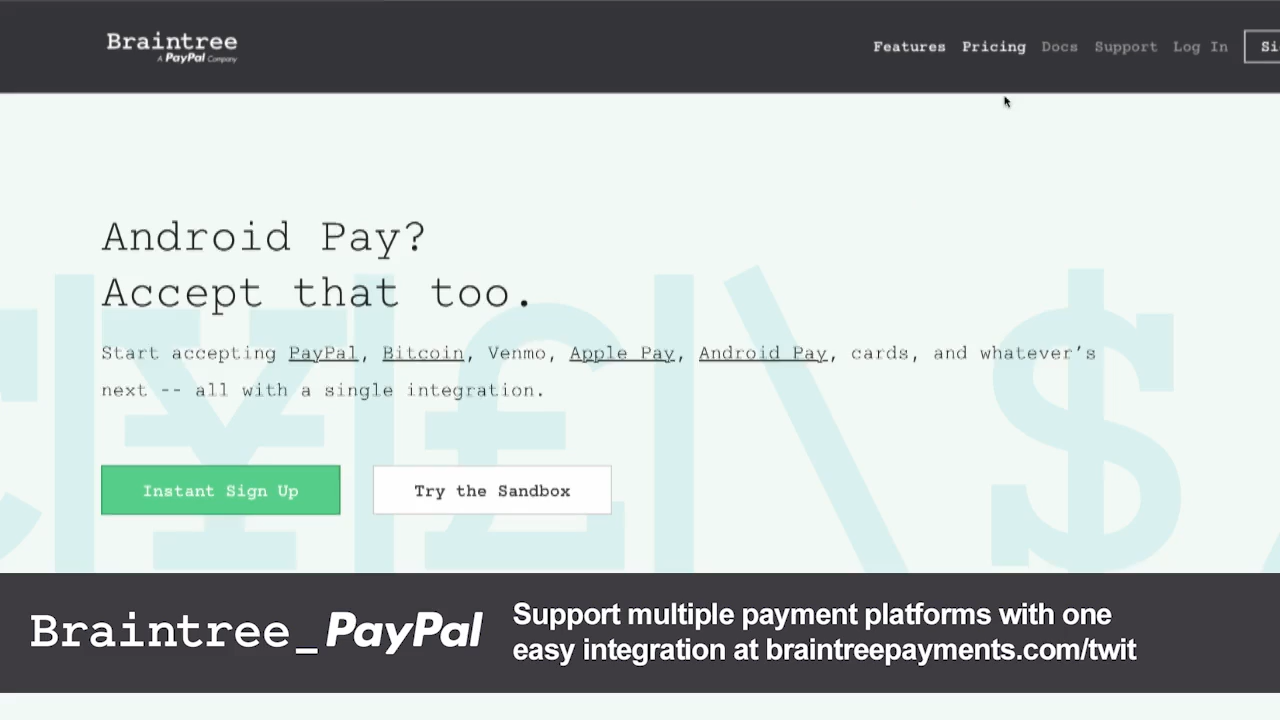 Braintree
A PayPal Company
Features Pricing Docs Support Log In
Android Pay?
Accept that too.
Start accepting PayPal, Bitcoin, Venmo, Apple Pay, Android Pay, cards, and whatever's
next -- all with a single integration.
Instant Sign Up Try the Sandbox
Braintree_PayPal
Support multiple payment platforms with one
easy integration at braintreepayments.com/twit